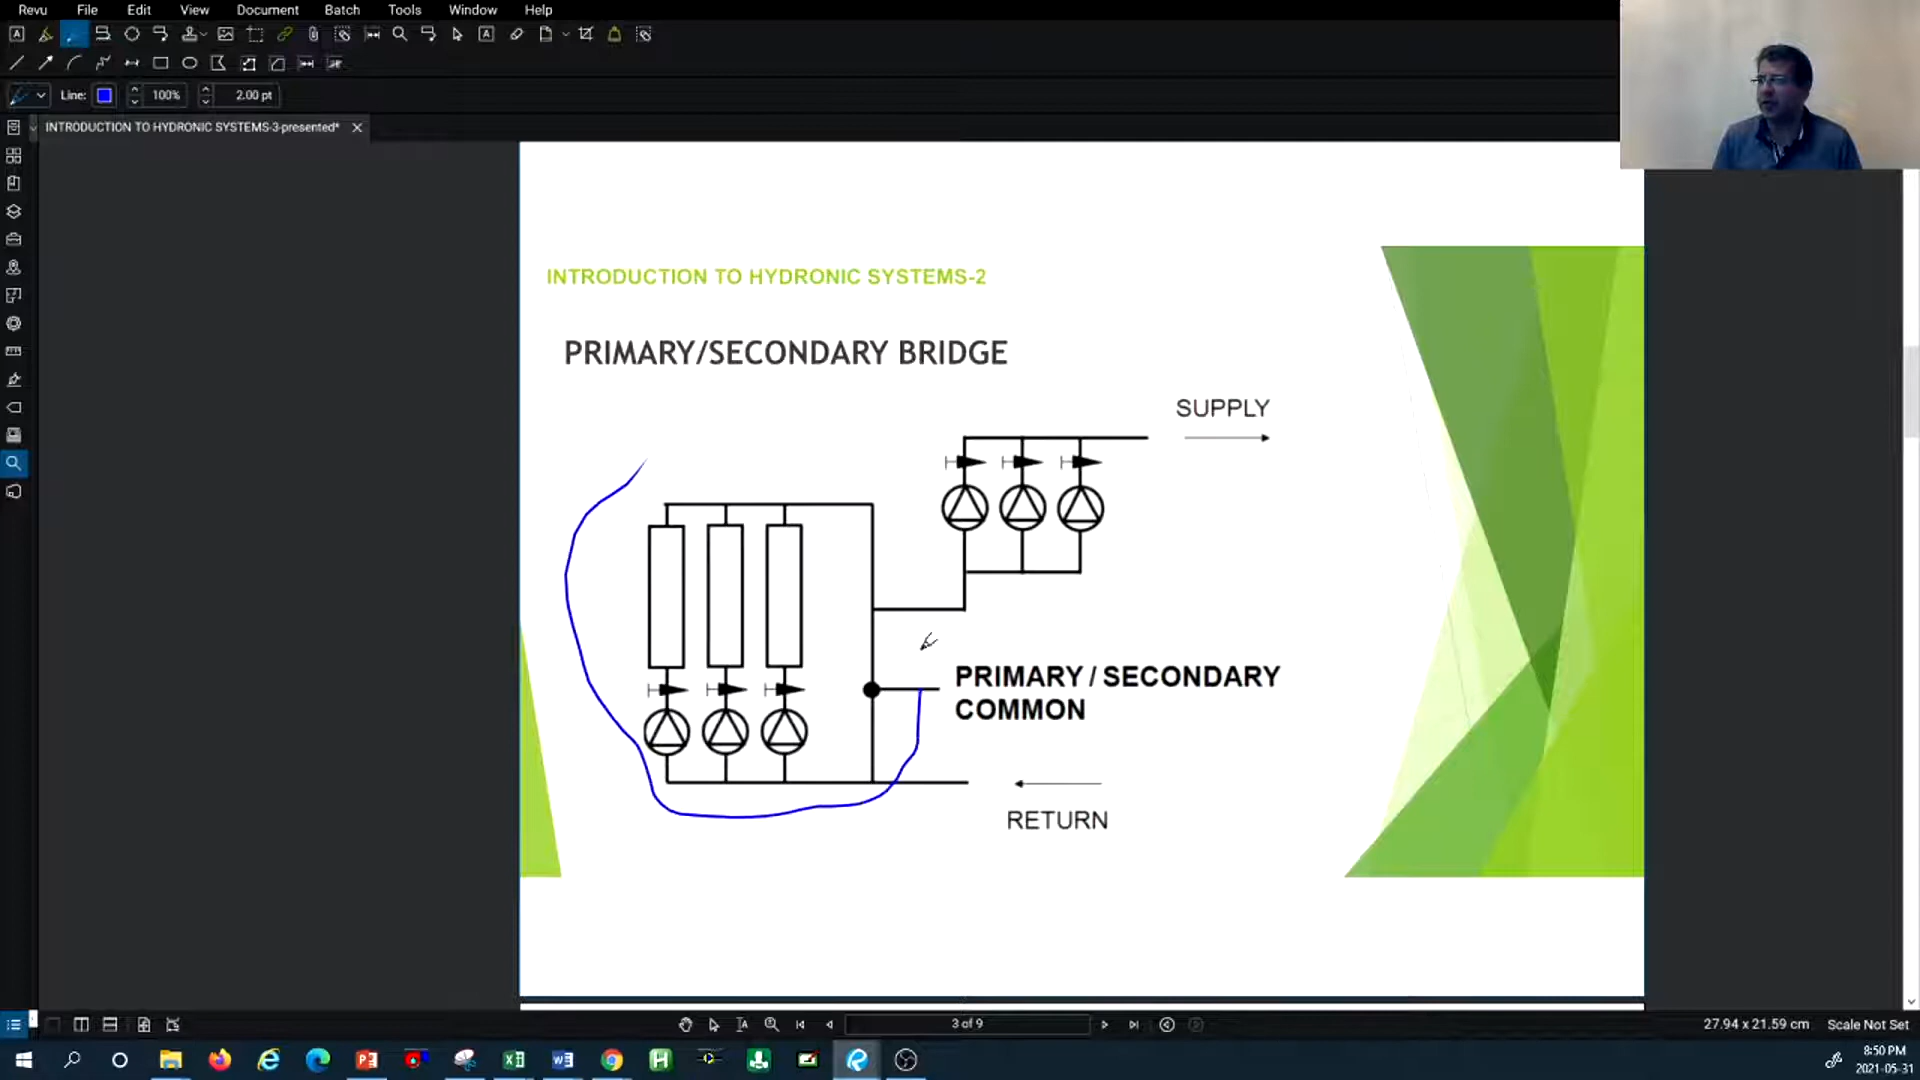 Revu File Edit View Document Batch Tools Window Help
Line: 100% 2.00 pt
INTRODUCTION TO HYDRONIC SYSTEMS-3-presented*
INTRODUCTION TO HYDRONIC SYSTEMS-2
PRIMARY/SECONDARY BRIDGE
SUPPLY
PRIMARY / SECONDARY
COMMON
RETURN
3 of 9
27.94 x 21.59 cm Scale Not Set
8:50 PM
2021-05-31